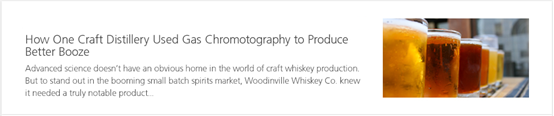 How One Craft Distillery Used Gas Chromotography to Produce
Better Booze
Advanced science doesn't have an obvious home in the world of craft whiskey production.
But to stand out in the booming small batch spirits market, Woodinville Whiskey Co. knew
it needed a truly notable product...